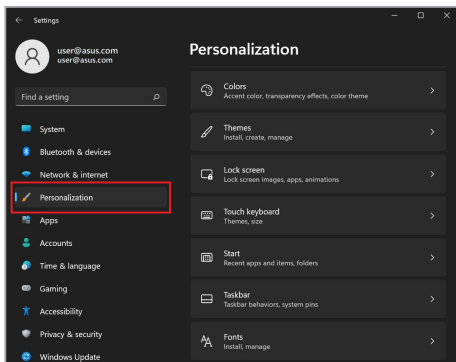 Settings
user@asus.com
user@asus.com
Find a setting
System
Bluetooth & devices
Network & internet
Personalization
Apps
Accounts
Time & language
Gaming
Accessibility
Privacy & security
Windows Update
Personalization
Colors
Accent color, transparency effects, color theme
Themes
Install, create, manage
Lock screen
Lock screen images, apps, animations
Touch keyboard
Themes, size
Start
Recent apps and items, folders
Taskbar
Taskbar behaviors, system pins
Fonts
Install, manage